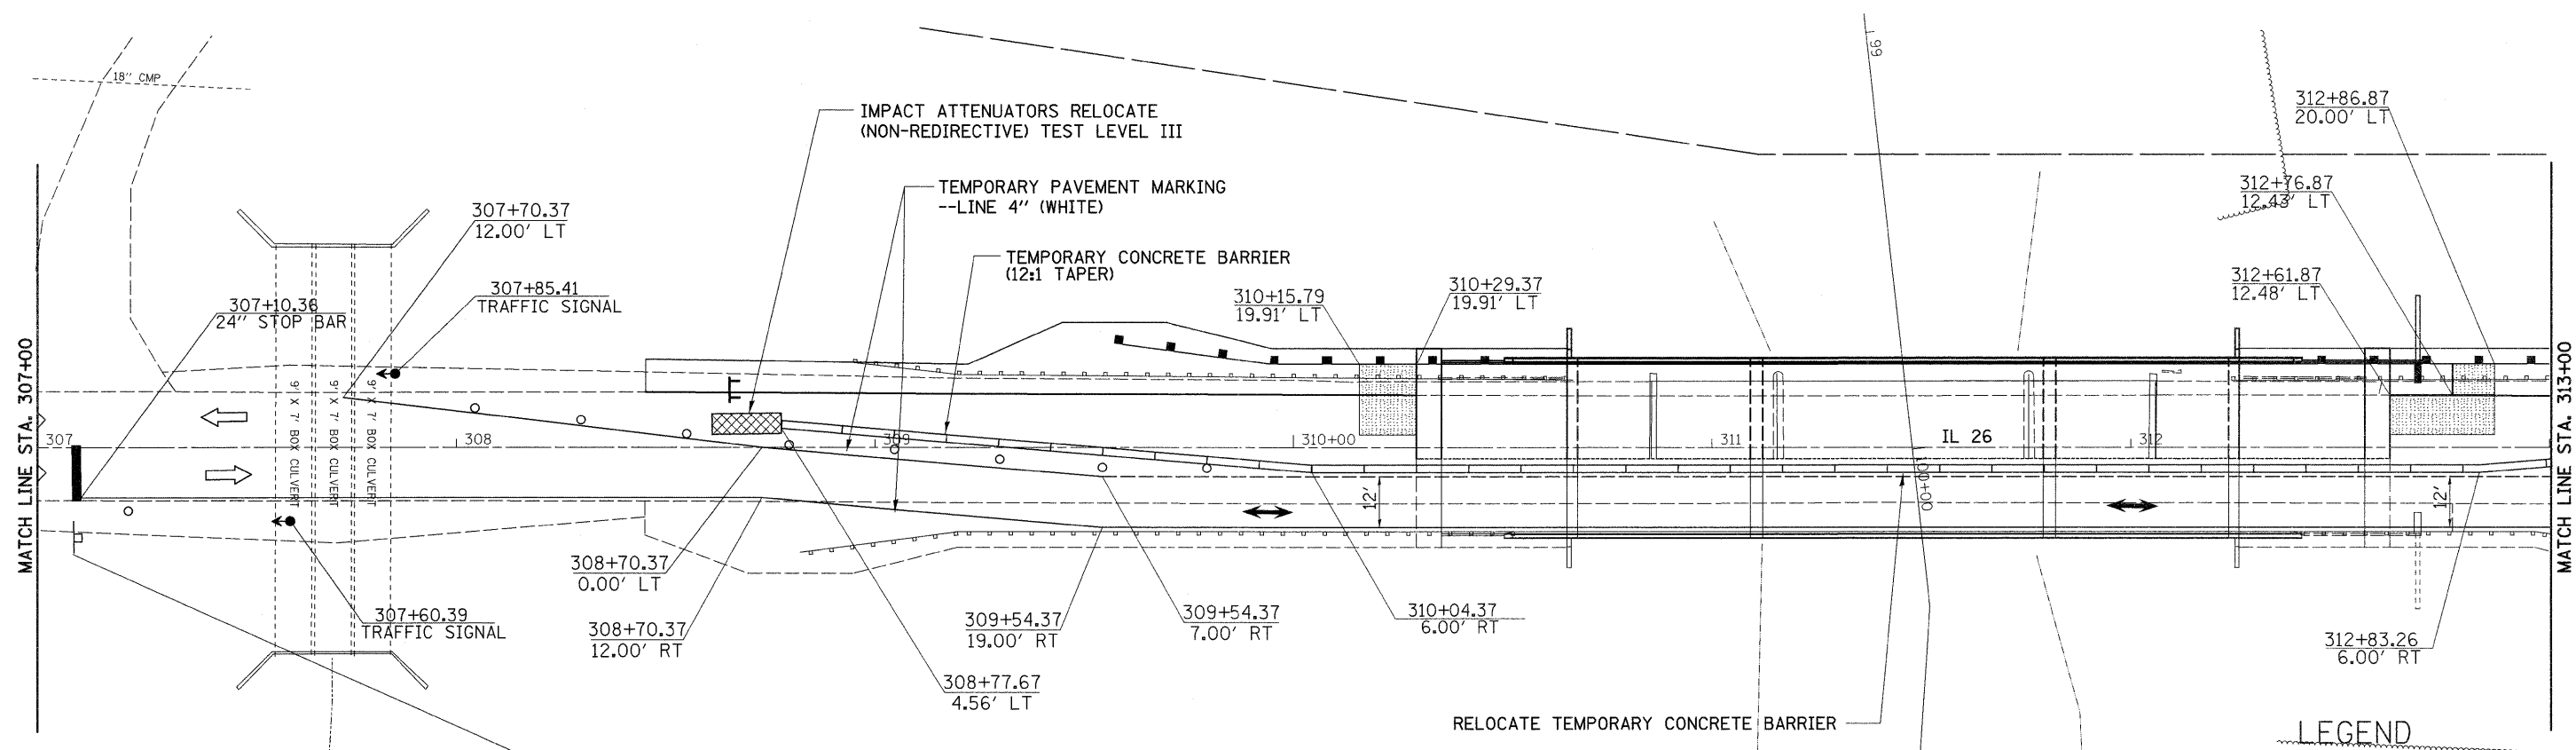 18" CMP
IMPACT ATTENUATORS RELOCATE
(NON-REDIRECTIVE) TEST LEVEL III
TEMPORARY PAVEMENT MARKING
--LINE 4" (WHITE)
TEMPORARY CONCRETE BARRIER
(12:1 TAPER)
99
312+86.87
20.00' LT
312+76.87
12.43' LT
312+61.87
12.48' LT
307+70.37
12.00' LT
307+85.41
TRAFFIC SIGNAL
307+10.36
24" STOP BAR
310+15.79
19.91' LT
310+29.37
19.91' LT
MATCH LINE STA. 307+00
MATCH LINE STA. 313+00
9' X 7' BOX CULVERT
9' X 7' BOX CULVERT
9' X 7' BOX CULVERT
307
308
309
310+00
311
IL 26
312
100+00
12'
12'
308+70.37
0.00' LT
308+70.37
12.00' RT
307+60.39
TRAFFIC SIGNAL
308+77.67
4.56' LT
309+54.37
19.00' RT
309+54.37
7.00' RT
310+04.37
6.00' RT
312+83.26
6.00' RT
RELOCATE TEMPORARY CONCRETE BARRIER
LEGEND